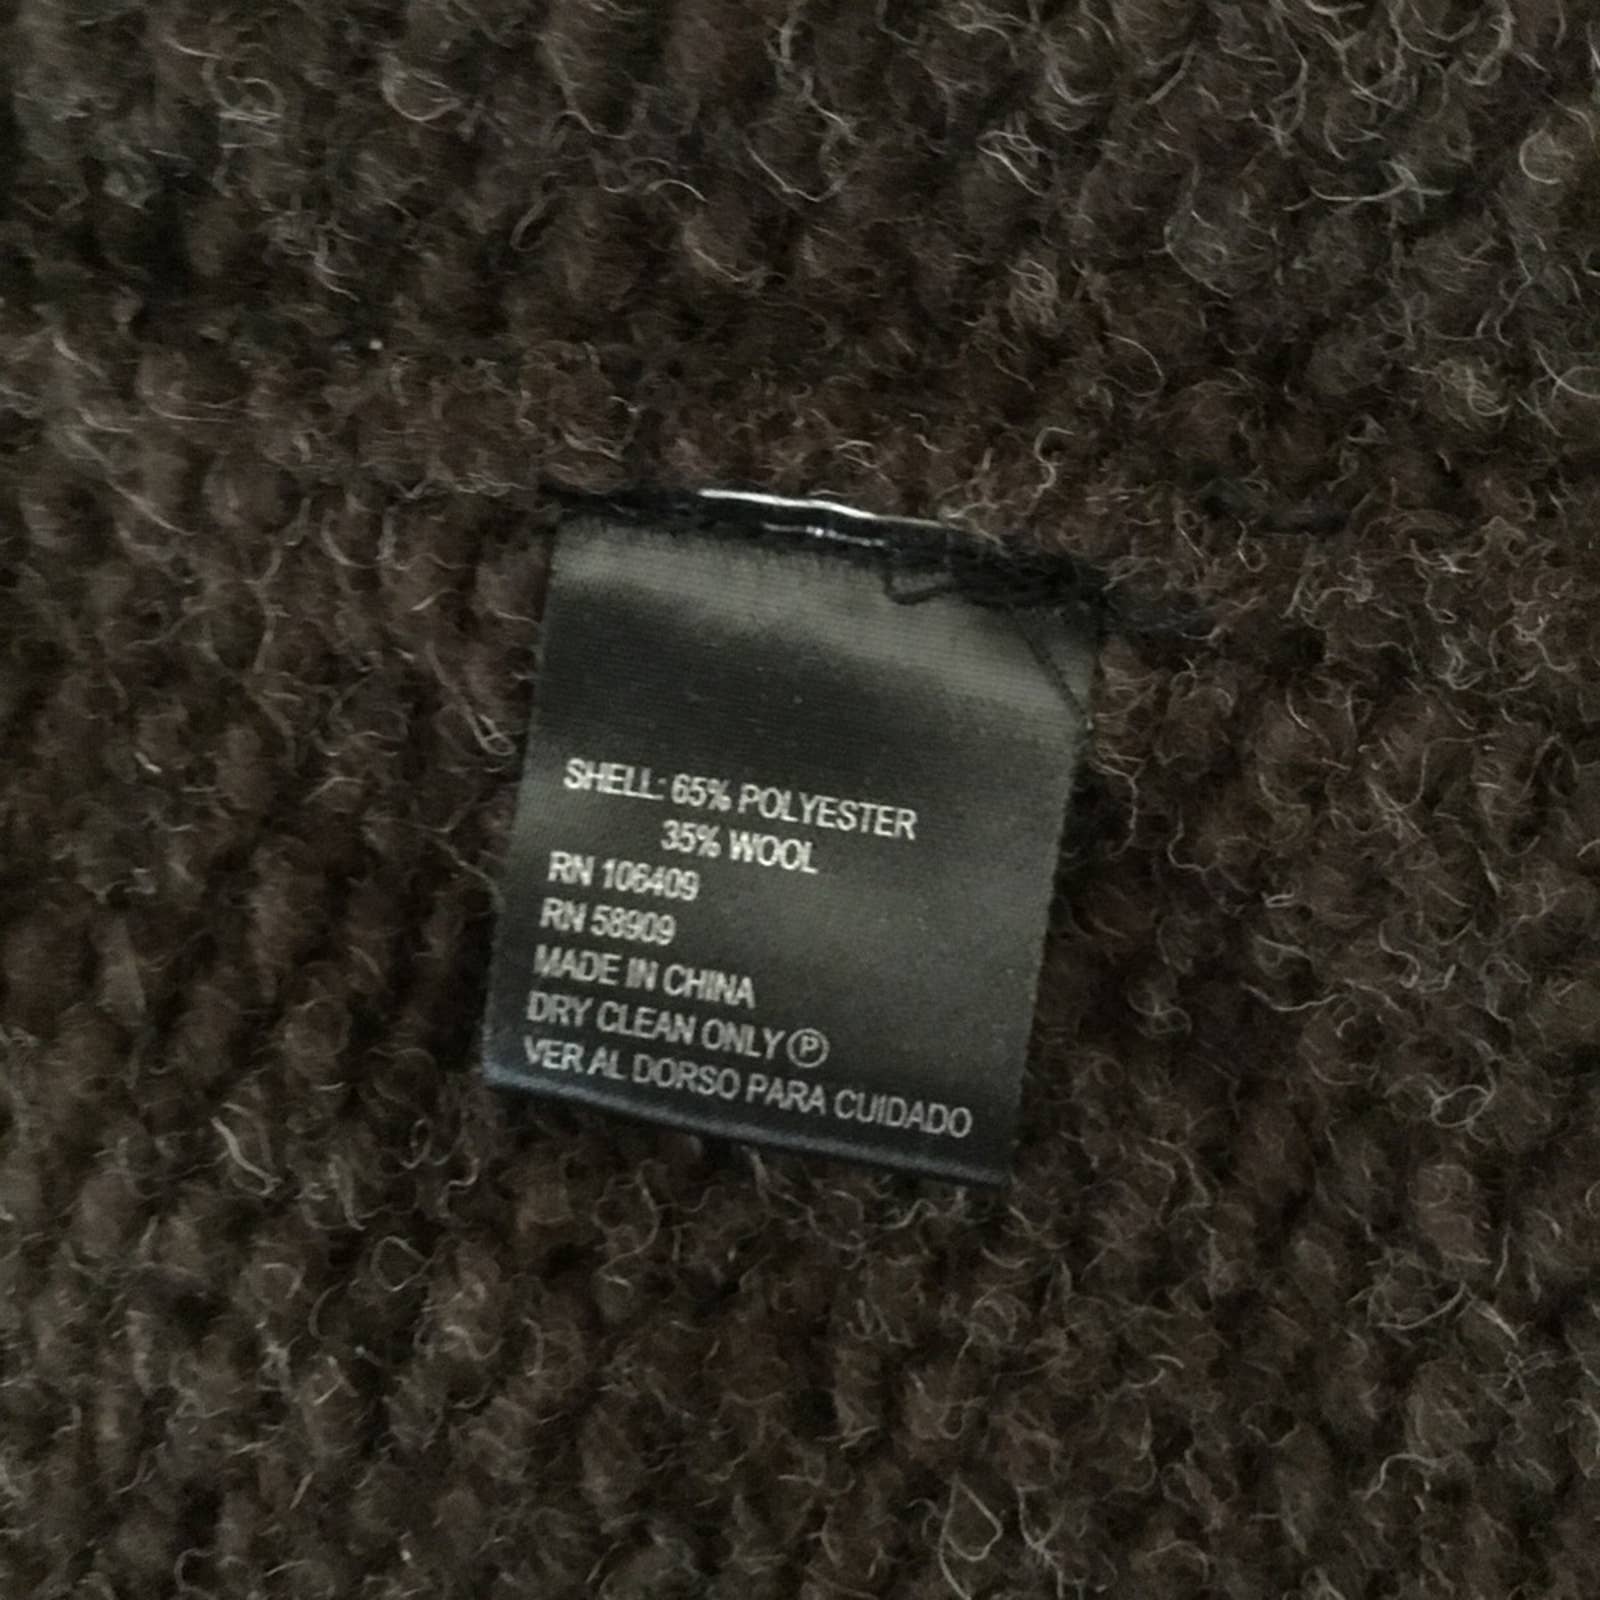 SHELL: 65% POLYESTER
35% WOOL
RN 106409
RN 58909
MADE IN CHINA
DRY CLEAN ONLY Ⓟ
VER AL DORSO PARA CUIDADO